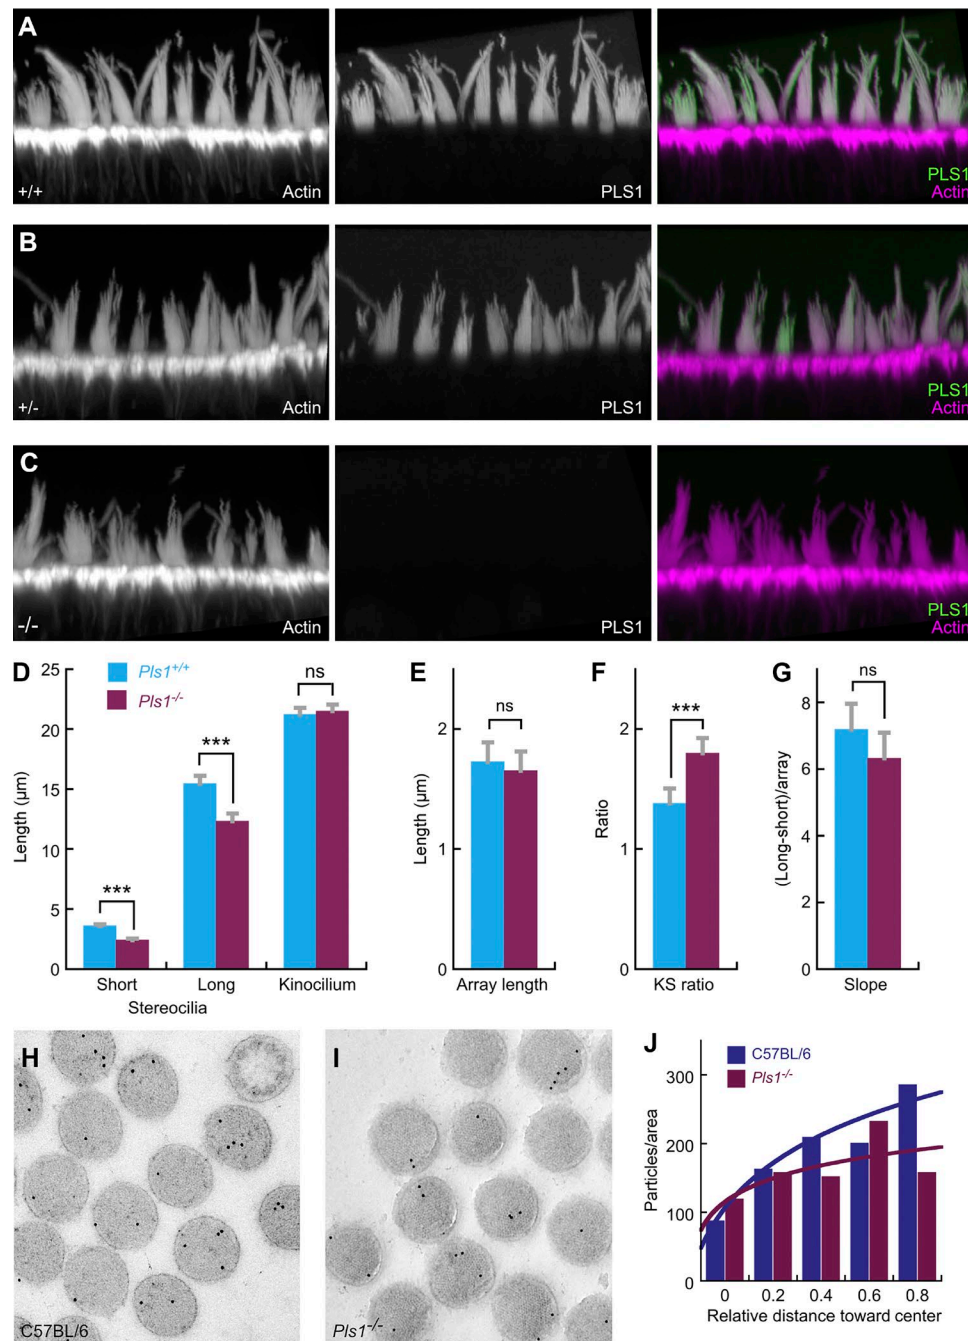 A
+/+
Actin
PLS1
PLS1
Actin
B
+/-
Actin
PLS1
PLS1
Actin
C
-/-
Actin
PLS1
PLS1
Actin
D
Pls1+/+
Pls1-/-
25
20
15
10
5
0
Length (µm)
***
***
ns
Short
Long
Kinocilium
Stereocilia
E
2
1
0
Length (µm)
ns
Array length
F
2
1
0
Ratio
***
KS ratio
G
8
6
4
2
0
(Long-short)/array
ns
Slope
H
C57BL/6
I
Pls1-/-
J
C57BL/6
Pls1-/-
300
200
100
0
Particles/area
0 0.2 0.4 0.6 0.8
Relative distance toward center